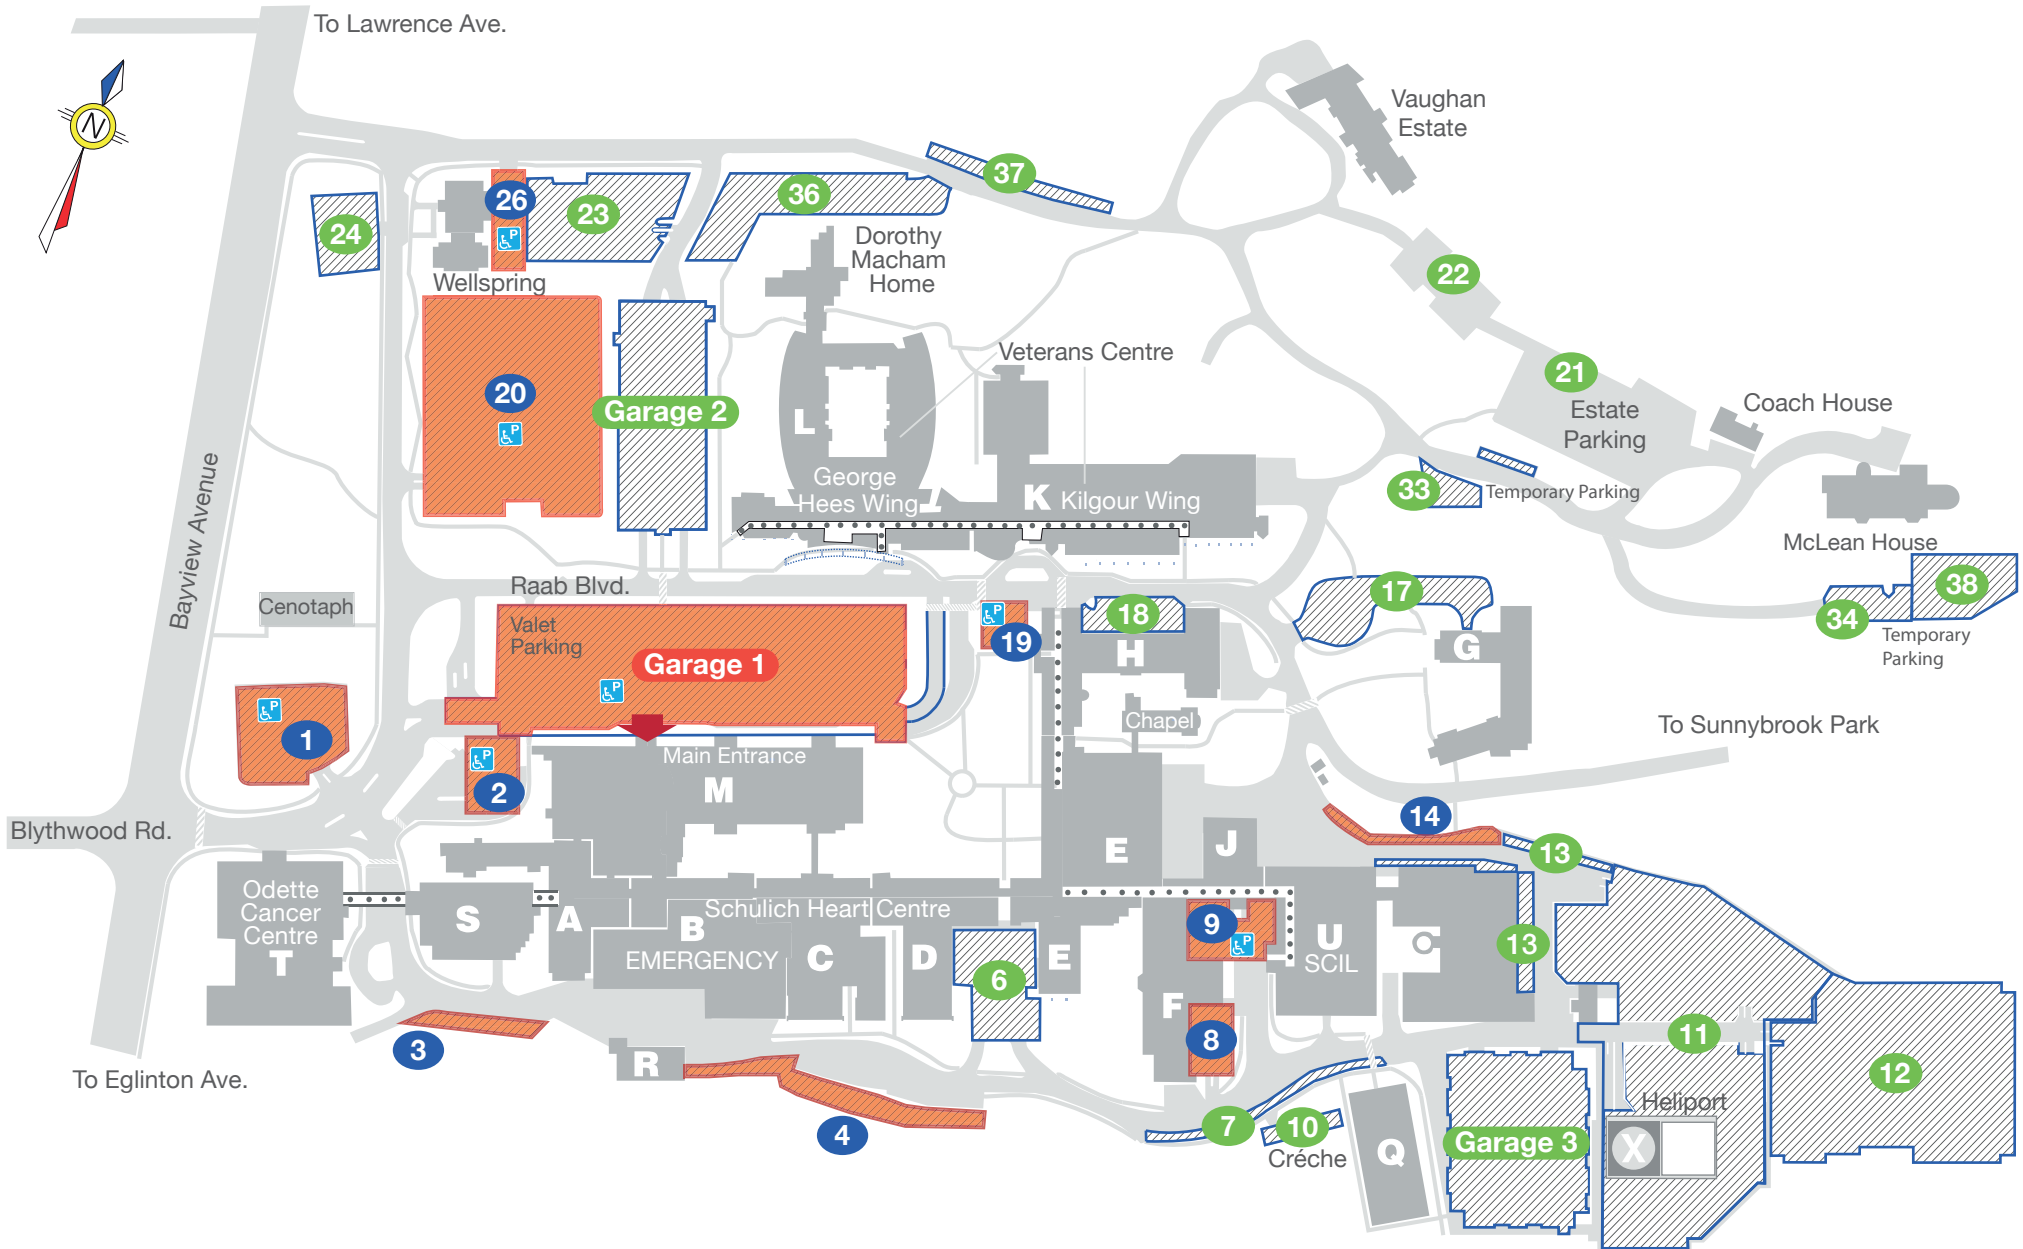 To Lawrence Ave.
N
Vaughan
Estate
37
26
23
36
24
Dorothy
Macham
Home
Wellspring
22
20
Garage 2
Veterans Centre
21
Estate
Parking
Coach House
L
George
Hees Wing
K Kilgour Wing
33
Temporary Parking
McLean House
Bayview Avenue
Raab Blvd.
Cenotaph
Valet
Parking
Garage 1
19
18
H
17
G
34
38
Temporary
Parking
1
Chapel
To Sunnybrook Park
Main Entrance
M
2
Blythwood Rd.
14
13
E
J
Odette
Cancer
Centre
T
S
A
Schulich Heart Centre
B
EMERGENCY
C
D
E
6
9
U
SCIL
13
F
8
11
12
3
R
4
To Eglinton Ave.
7
10
Créche
Q
Garage 3
Heliport
X
P
P
P
P
P
P
P